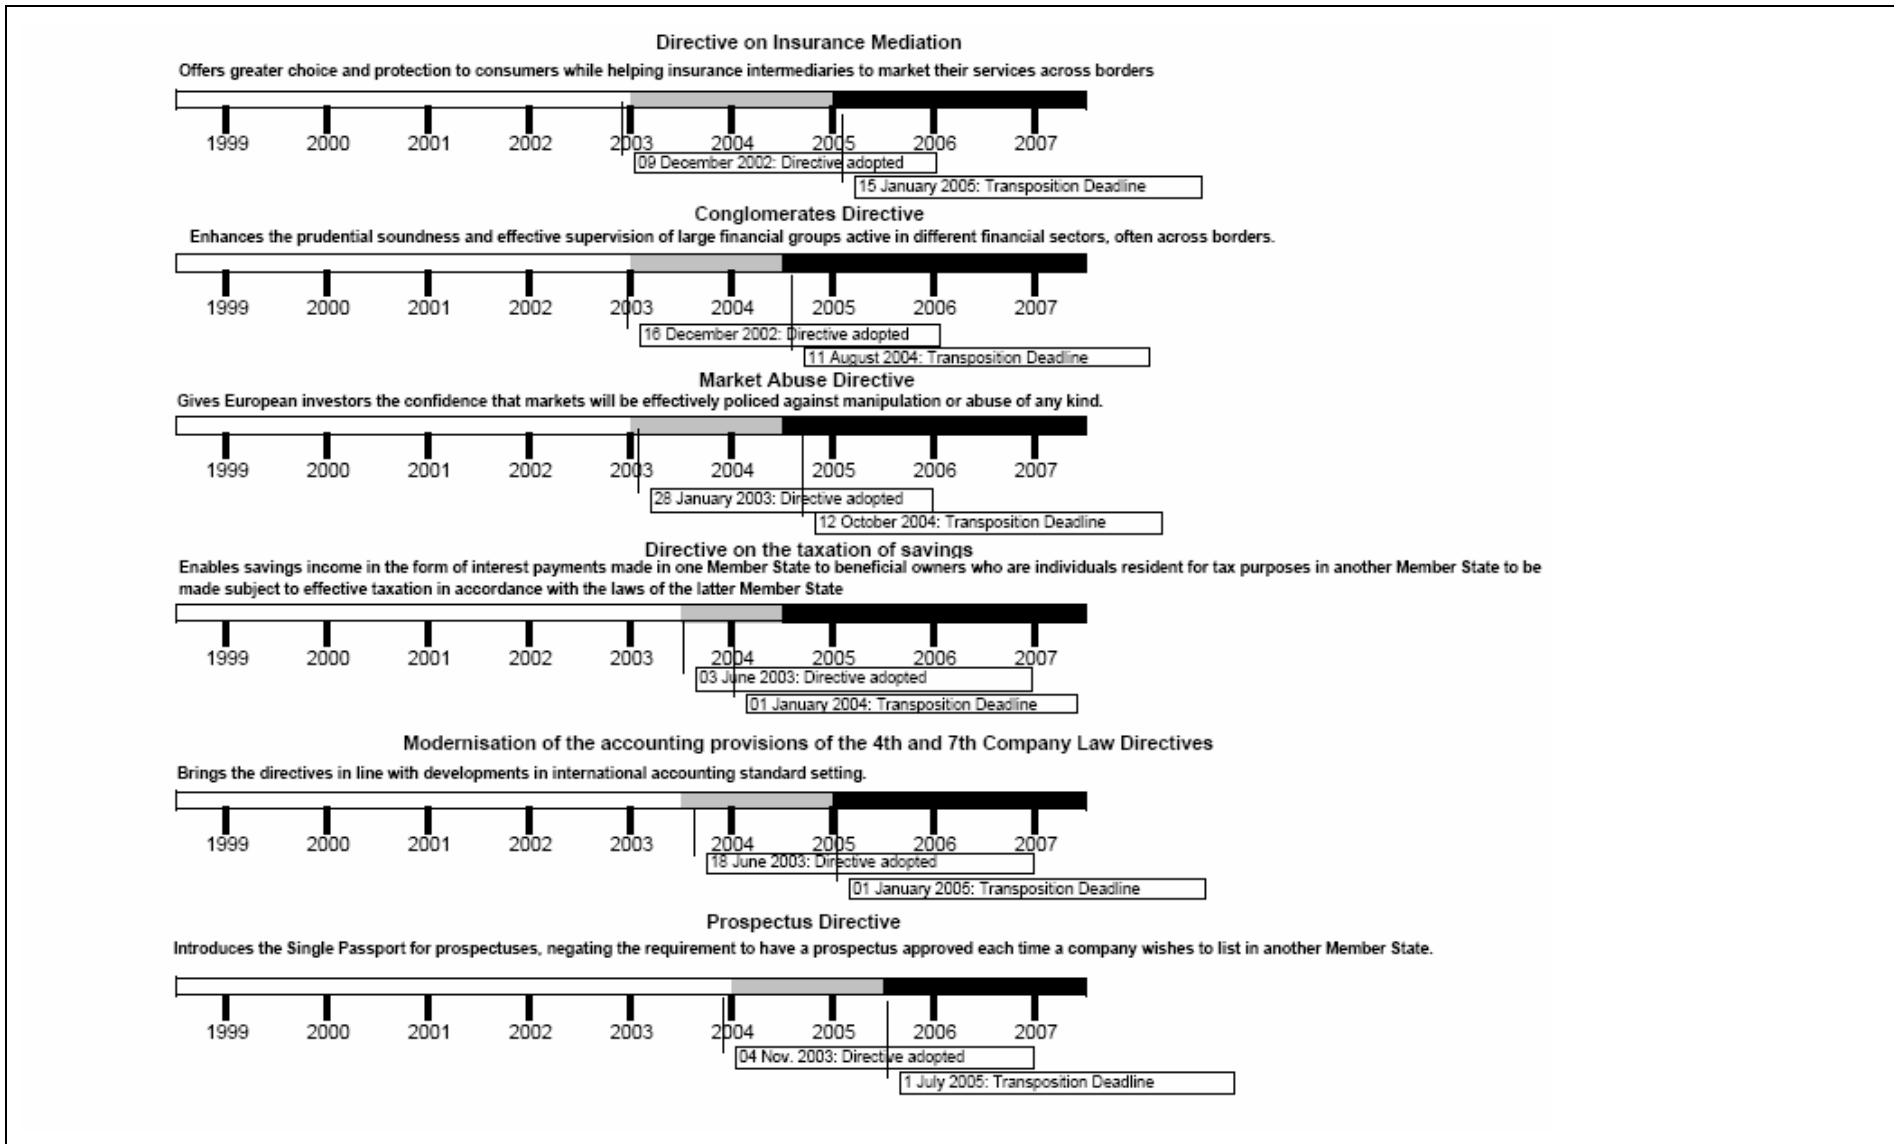 Directive on Insurance Mediation
Offers greater choice and protection to consumers while helping insurance intermediaries to market their services across borders
1999 2000 2001 2002 2003 2004 2005 2006 2007
09 December 2002: Directive adopted
15 January 2005: Transposition Deadline
Conglomerates Directive
Enhances the prudential soundness and effective supervision of large financial groups active in different financial sectors, often across borders.
1999 2000 2001 2002 2003 2004 2005 2006 2007
16 December 2002: Directive adopted
11 August 2004: Transposition Deadline
Market Abuse Directive
Gives European investors the confidence that markets will be effectively policed against manipulation or abuse of any kind.
1999 2000 2001 2002 2003 2004 2005 2006 2007
28 January 2003: Directive adopted
12 October 2004: Transposition Deadline
Directive on the taxation of savings
Enables savings income in the form of interest payments made in one Member State to beneficial owners who are individuals resident for tax purposes in another Member State to be
made subject to effective taxation in accordance with the laws of the latter Member State
1999 2000 2001 2002 2003 2004 2005 2006 2007
03 June 2003: Directive adopted
01 January 2004: Transposition Deadline
Modernisation of the accounting provisions of the 4th and 7th Company Law Directives
Brings the directives in line with developments in international accounting standard setting.
1999 2000 2001 2002 2003 2004 2005 2006 2007
18 June 2003: Directive adopted
01 January 2005: Transposition Deadline
Prospectus Directive
Introduces the Single Passport for prospectuses, negating the requirement to have a prospectus approved each time a company wishes to list in another Member State.
1999 2000 2001 2002 2003 2004 2005 2006 2007
04 Nov. 2003: Directive adopted
1 July 2005: Transposition Deadline